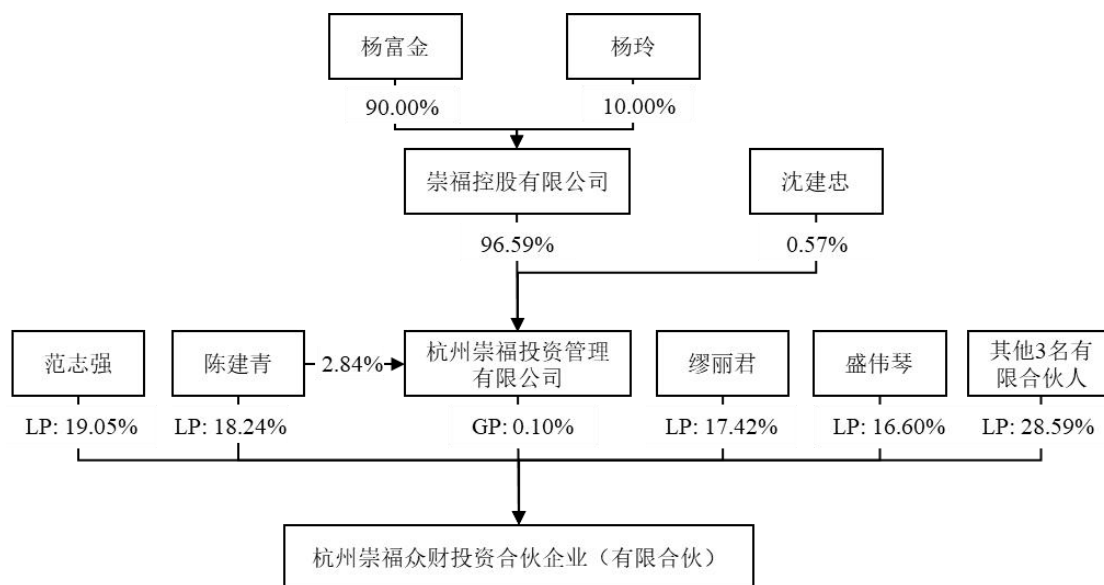 杨富金
杨玲
90.00%
10.00%
崇福控股有限公司
沈建忠
96.59%
0.57%
范志强
陈建青
2.84%
杭州崇福投资管理
有限公司
缪丽君
盛伟琴
其他3名有
限合伙人
LP: 19.05%
LP: 18.24%
GP: 0.10%
LP: 17.42%
LP: 16.60%
LP: 28.59%
杭州崇福众财投资合伙企业（有限合伙）